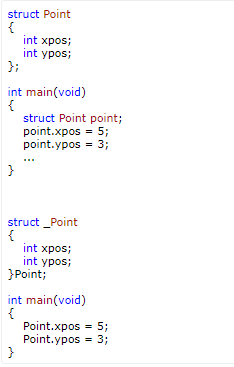 struct Point
{
    int xpos;
    int ypos;
};
int main(void)
{
    struct Point point;
    point.xpos = 5;
    point.ypos = 3;
    ...
}
struct _Point
{
    int xpos;
    int ypos;
}Point;
int main(void)
{
    Point.xpos = 5;
    Point.ypos = 3;
}